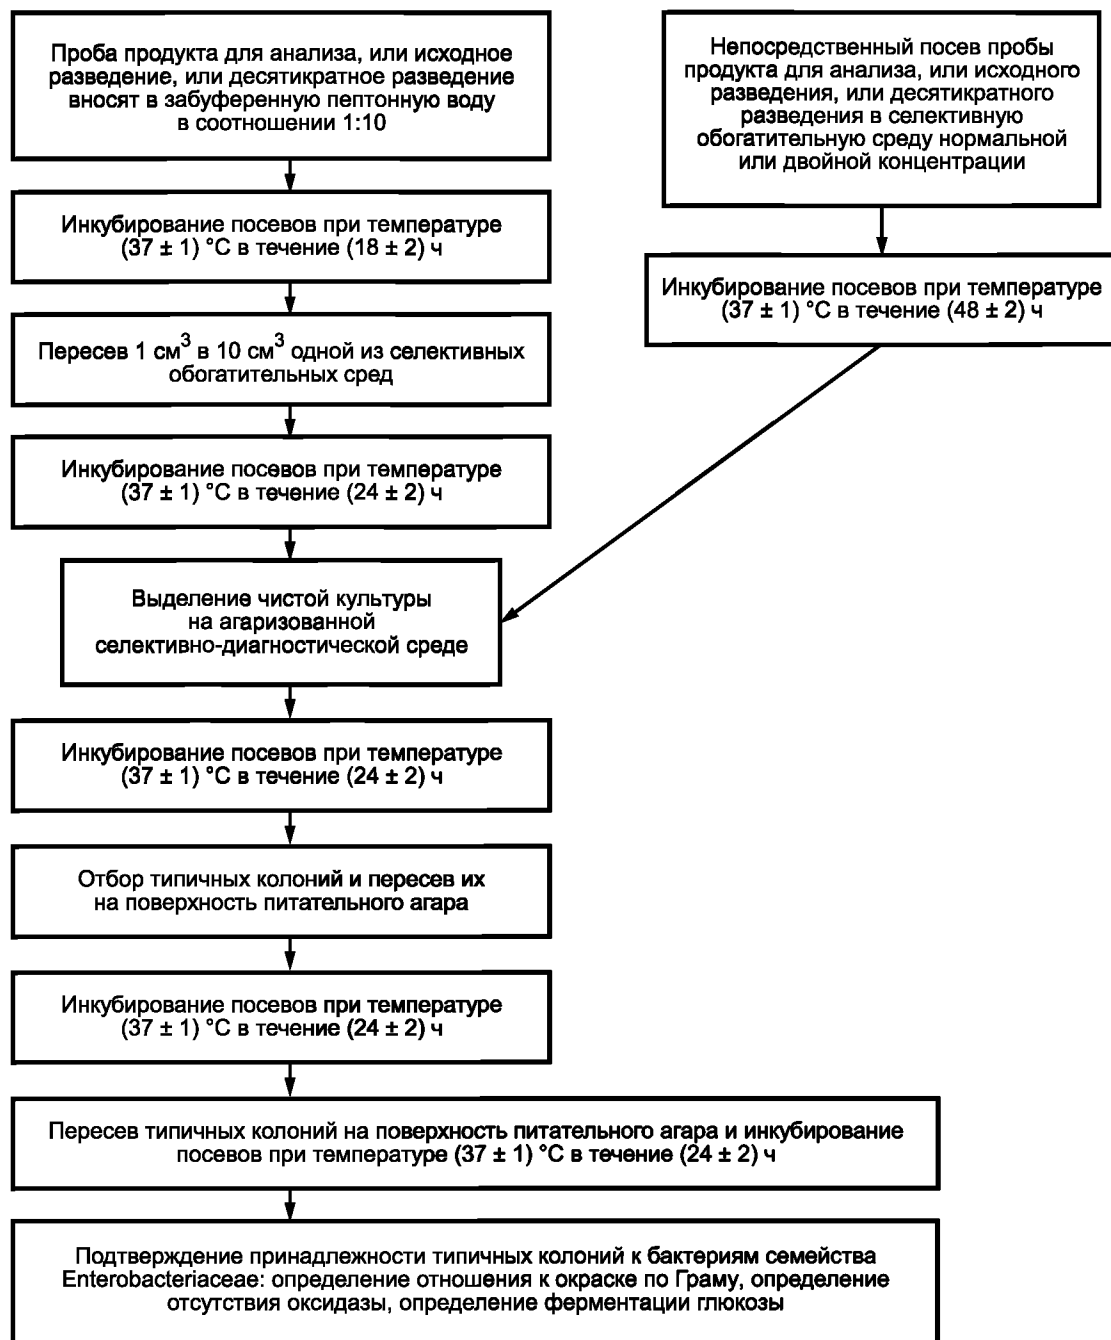 Проба продукта для анализа, или исходное
разведение, или десятикратное разведение
вносят в забуференную пептонную воду
в соотношении 1:10
Непосредственный посев пробы
продукта для анализа, или исходного
разведения, или десятикратного
разведения в селективную
обогатительную среду нормальной
или двойной концентрации
Инкубирование посевов при температуре
(37 ± 1) °С в течение (18 ± 2) ч
Инкубирование посевов при температуре
(37 ± 1) °С в течение (48 ± 2) ч
Пересев 1 см³ в 10 см³ одной из селективных
обогатительных сред
Инкубирование посевов при температуре
(37 ± 1) °С в течение (24 ± 2) ч
Выделение чистой культуры
на агаризованной
селективно-диагностической среде
Инкубирование посевов при температуре
(37 ± 1) °С в течение (24 ± 2) ч
Отбор типичных колоний и пересев их
на поверхность питательного агара
Инкубирование посевов при температуре
(37 ± 1) °С в течение (24 ± 2) ч
Пересев типичных колоний на поверхность питательного агара и инкубирование
посевов при температуре (37 ± 1) °С в течение (24 ± 2) ч
Подтверждение принадлежности типичных колоний к бактериям семейства
Enterobacteriaceae: определение отношения к окраске по Граму, определение
отсутствия оксидазы, определение ферментации глюкозы